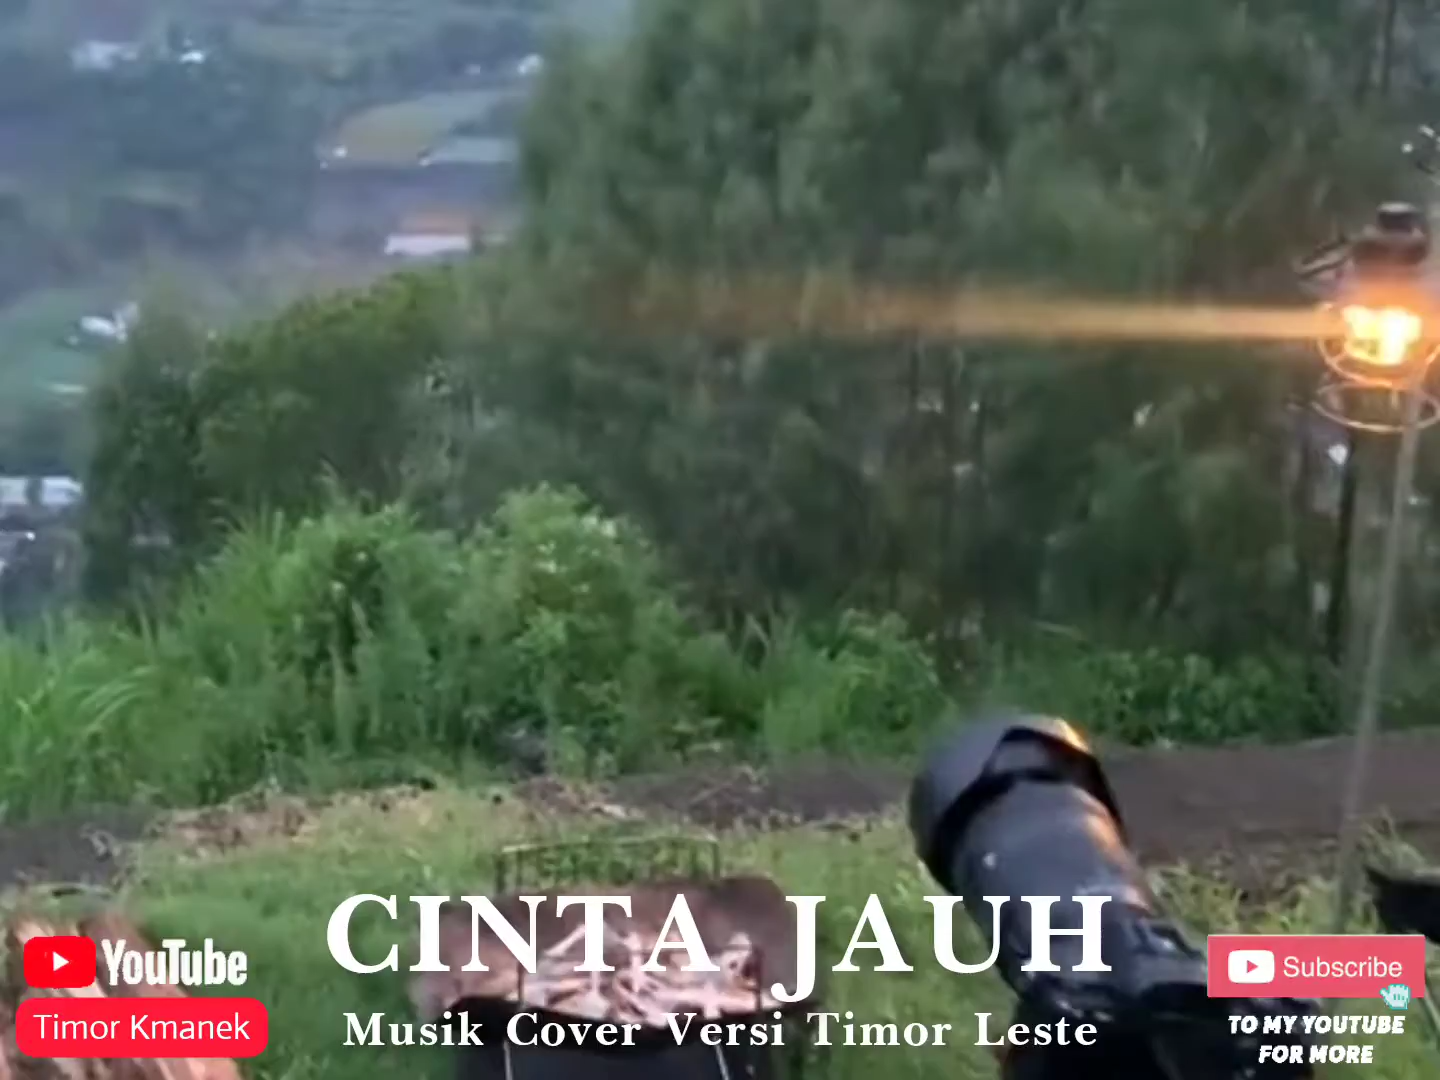 CINTA JAUH
Musik Cover Versi Timor Leste
YouTube
Timor Kmanek
Subscribe
TO MY YOUTUBE
FOR MORE